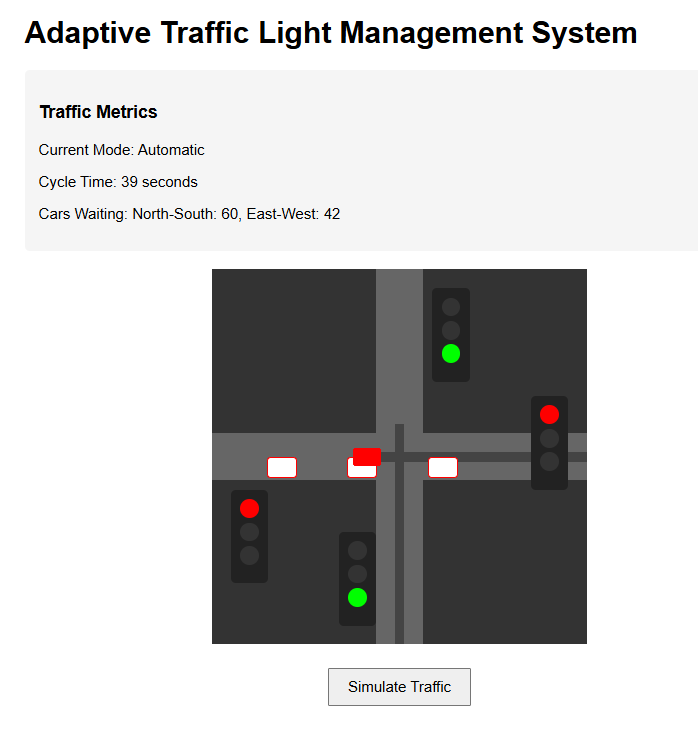 Adaptive Traffic Light Management System
Traffic Metrics
Current Mode: Automatic
Cycle Time: 39 seconds
Cars Waiting: North-South: 60, East-West: 42
Simulate Traffic